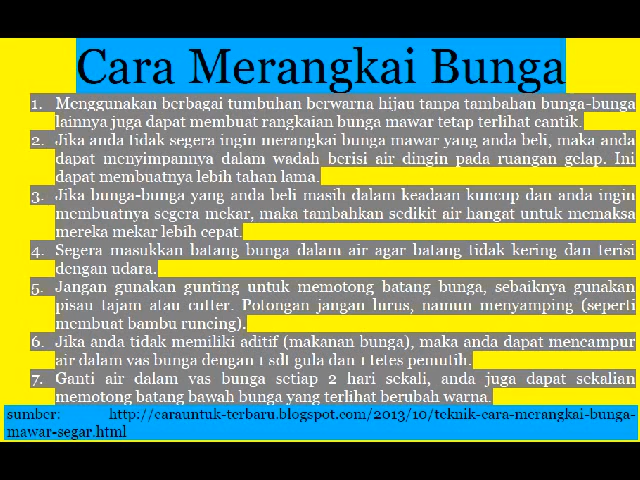 Cara Merangkai Bunga
1. Menggunakan berbagai tumbuhan berwarna hijau tanpa tambahan bunga-bunga
lainnya juga dapat membuat rangkaian bunga mawar tetap terlihat cantik.
2. Jika anda tidak segera ingin merangkai bunga mawar yang anda beli, maka anda
dapat menyimpannya dalam wadah berisi air dingin pada ruangan gelap. Ini
dapat membuatnya lebih tahan lama.
3. Jika bunga-bunga yang anda beli masih dalam keadaan kuncup dan anda ingin
membuatnya segera mekar, maka tambahkan sedikit air hangat untuk memaksa
mereka mekar lebih cepat.
4. Segera masukkan batang bunga dalam air agar batang tidak kering dan terisi
dengan udara.
5. Jangan gunakan gunting untuk memotong batang bunga, sebaiknya gunakan
pisau tajam atau cutter. Potongan jangan lurus, namun menyamping (seperti
membuat bambu runcing).
6. Jika anda tidak memiliki aditif (makanan bunga), maka anda dapat mencampur
air dalam vas bunga dengan 1 sdt gula dan 1 tetes pemutih.
7. Ganti air dalam vas bunga setiap 2 hari sekali, anda juga dapat sekalian
memotong batang bawah bunga yang terlihat berubah warna.
sumber: http://carauntuk-terbaru.blogspot.com/2013/10/teknik-cara-merangkai-bunga-
mawar-segar.html